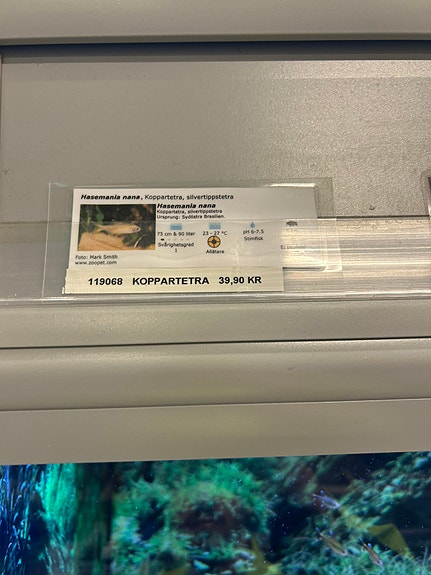 Hasemania nana, Koppartetra, silvertippstetra
Hasemania nana
Koppartetra, silvertippstetra
Ursprung: Sydöstra Brasilien
75 cm & 90 liter
23 - 27 °C
pH 6-7.5
Svårighetsgrad
1
Allätare
Stimfisk
Foto: Mark Smith
www.zoopet.com
119068 KOPPARTETRA 39,90 KR